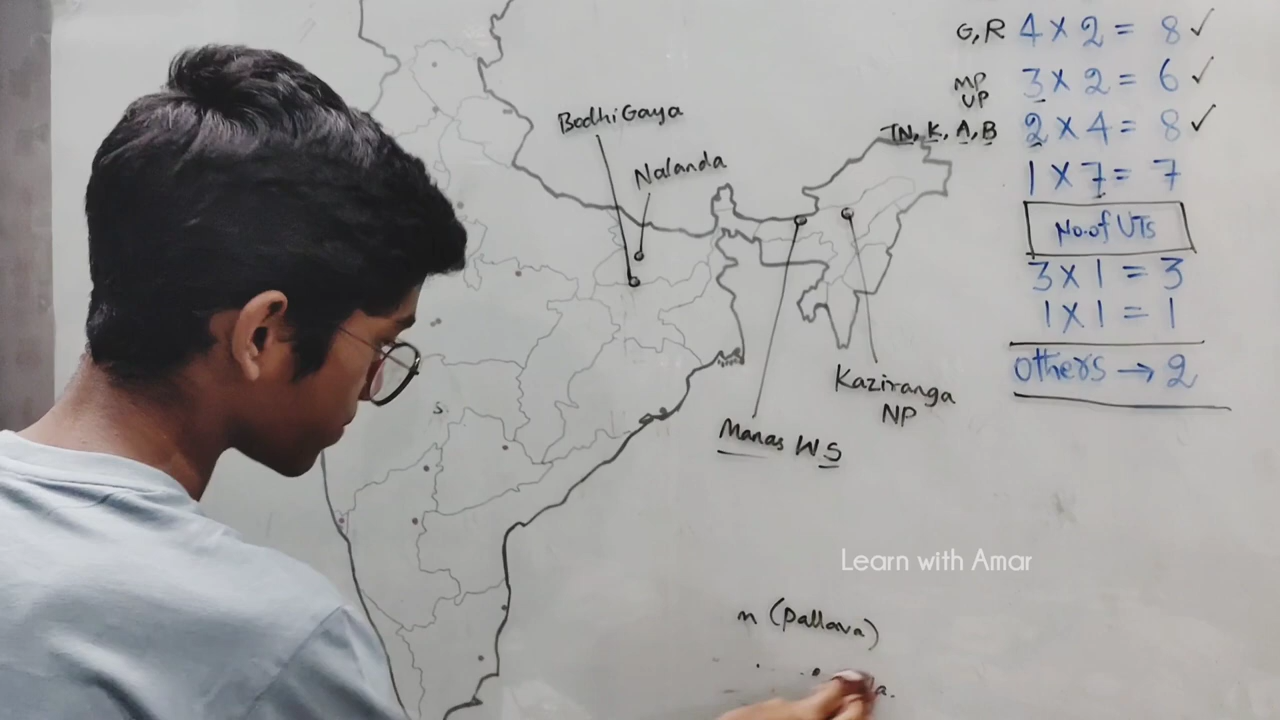 G, R 4 x 2 = 8 ✓
MP
UP
3 x 2 = 6 ✓
TN, K, A, B 2 x 4 = 8 ✓
1 x 7 = 7
No. of UTs
3 x 1 = 3
1 x 1 = 1
Others → 2
BodhiGaya
Nalanda
Kaziranga
NP
Manas WS
Learn with Amar
(Pallava)